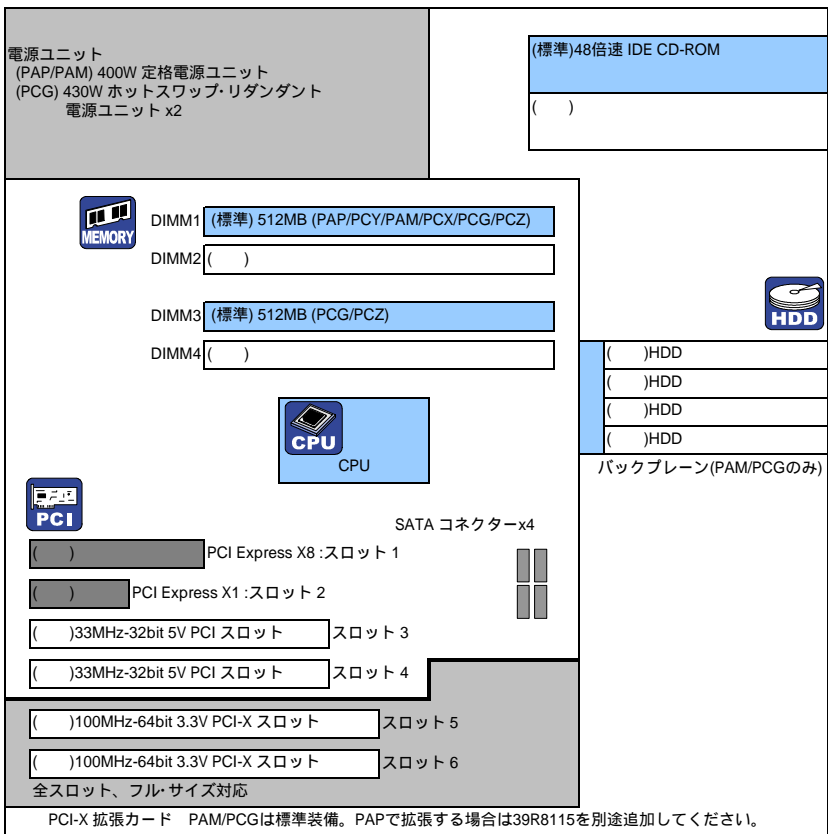 電源ユニット
(PAP/PAM) 400W 定格電源ユニット
(PCG) 430W ホットスワップ・リダンダント
電源ユニット x2
(標準)48倍速 IDE CD-ROM
( )
MEMORY
DIMM1 (標準) 512MB (PAP/PCY/PAM/PCX/PCG/PCZ)
DIMM2 ( )
DIMM3 (標準) 512MB (PCG/PCZ)
DIMM4 ( )
HDD
( )HDD
( )HDD
( )HDD
( )HDD
バックプレーン(PAM/PCGのみ)
CPU
CPU
PCI
SATA コネクターx4
( ) PCI Express X8 :スロット 1
( ) PCI Express X1 :スロット 2
( )33MHz-32bit 5V PCI スロット スロット 3
( )33MHz-32bit 5V PCI スロット スロット 4
( )100MHz-64bit 3.3V PCI-X スロット スロット 5
( )100MHz-64bit 3.3V PCI-X スロット スロット 6
全スロット、フル・サイズ対応
PCI-X 拡張カード PAM/PCGは標準装備。PAPで拡張する場合は39R8115を別途追加してください。